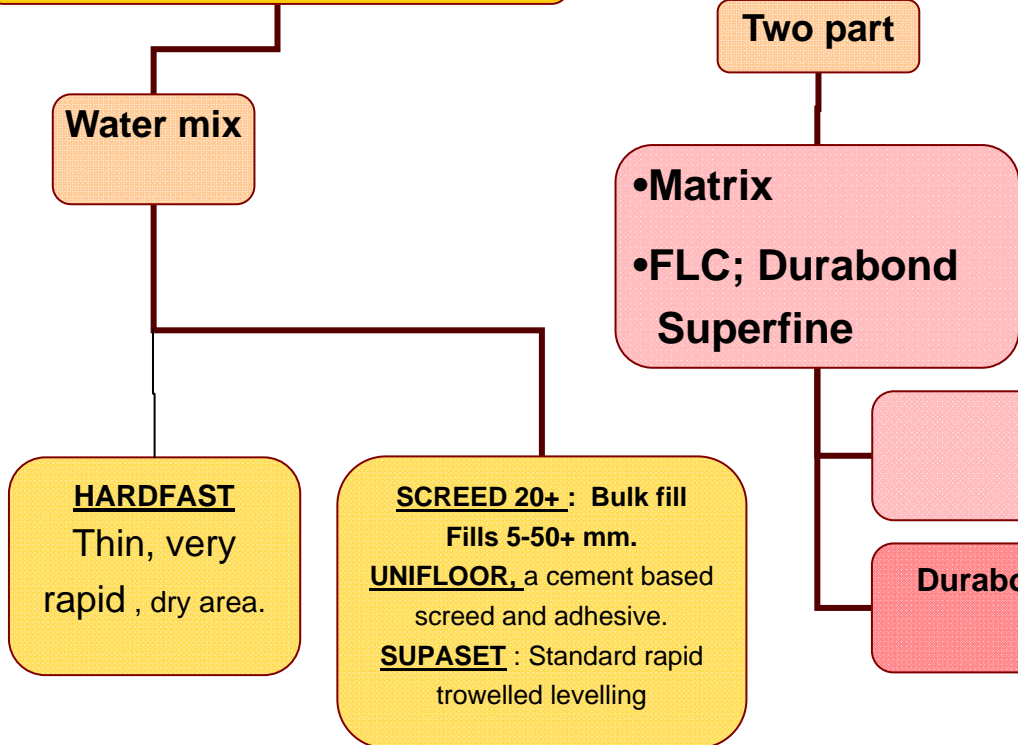 Two part
Water mix
•Matrix
•FLC; Durabond
Superfine
HARDFAST
Thin, very
rapid , dry area.
SCREED 20+ : Bulk fill
Fills 5-50+ mm.
UNIFLOOR, a cement based
screed and adhesive.
SUPASET : Standard rapid
trowelled levelling